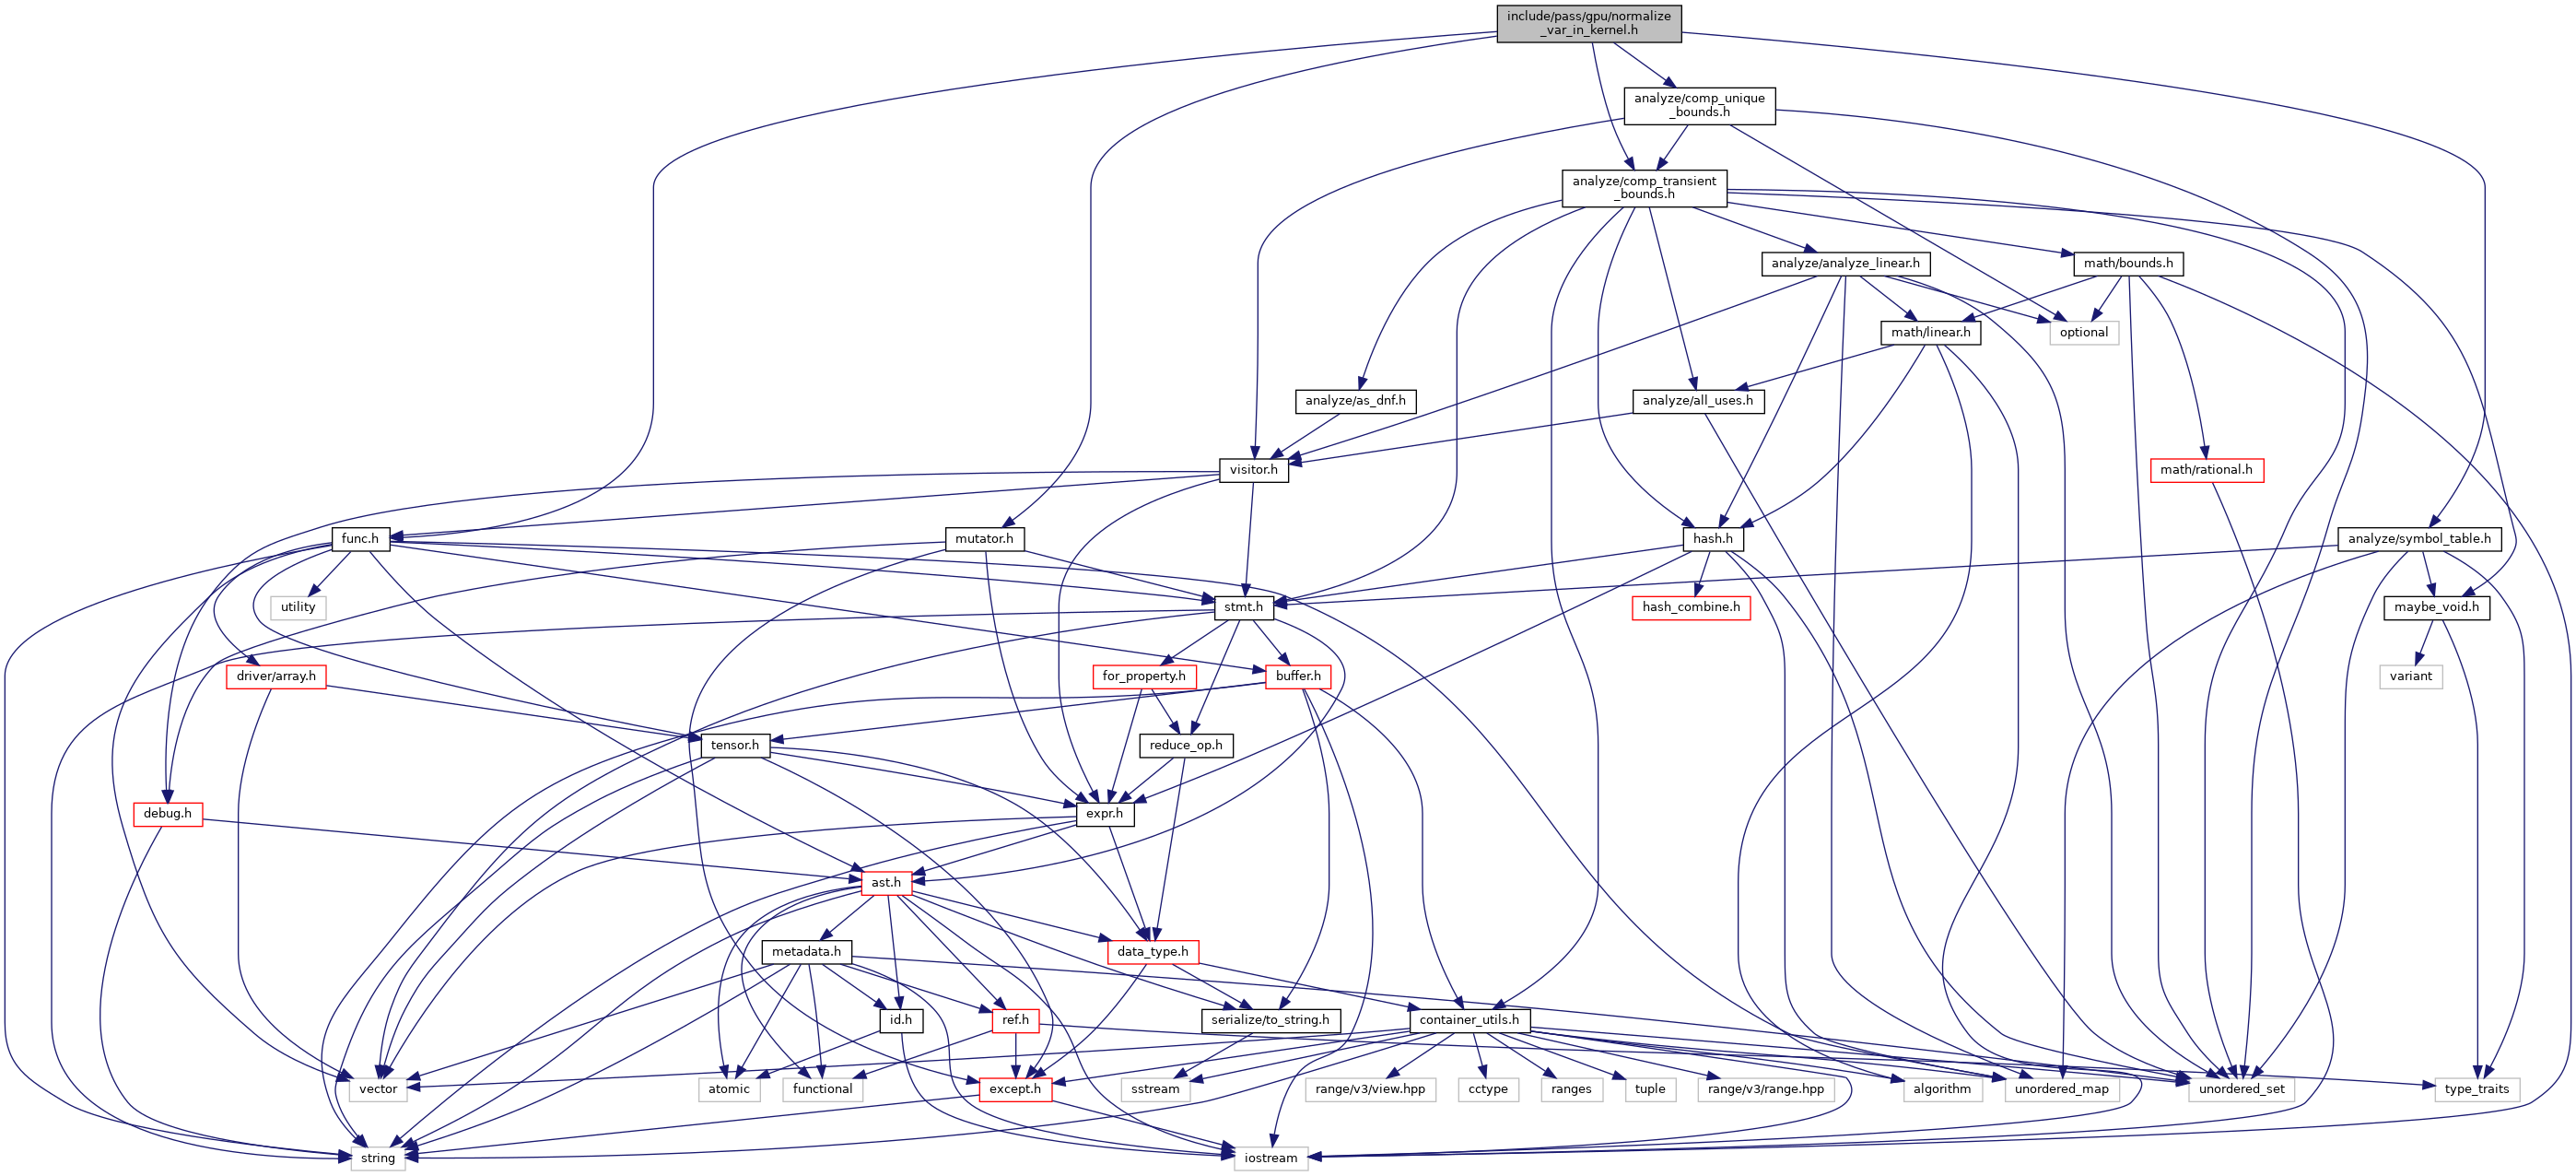 include/pass/gpu/normalize
_var_in_kernel.h
analyze/comp_unique
_bounds.h
analyze/comp_transient
_bounds.h
analyze/analyze_linear.h
math/bounds.h
math/linear.h
optional
analyze/as_dnf.h
analyze/all_uses.h
visitor.h
math/rational.h
func.h
mutator.h
hash.h
analyze/symbol_table.h
utility
stmt.h
hash_combine.h
maybe_void.h
driver/array.h
for_property.h
buffer.h
variant
tensor.h
reduce_op.h
debug.h
expr.h
ast.h
metadata.h
data_type.h
id.h
ref.h
serialize/to_string.h
container_utils.h
vector
atomic
functional
except.h
sstream
range/v3/view.hpp
cctype
ranges
tuple
range/v3/range.hpp
algorithm
unordered_map
unordered_set
type_traits
string
iostream